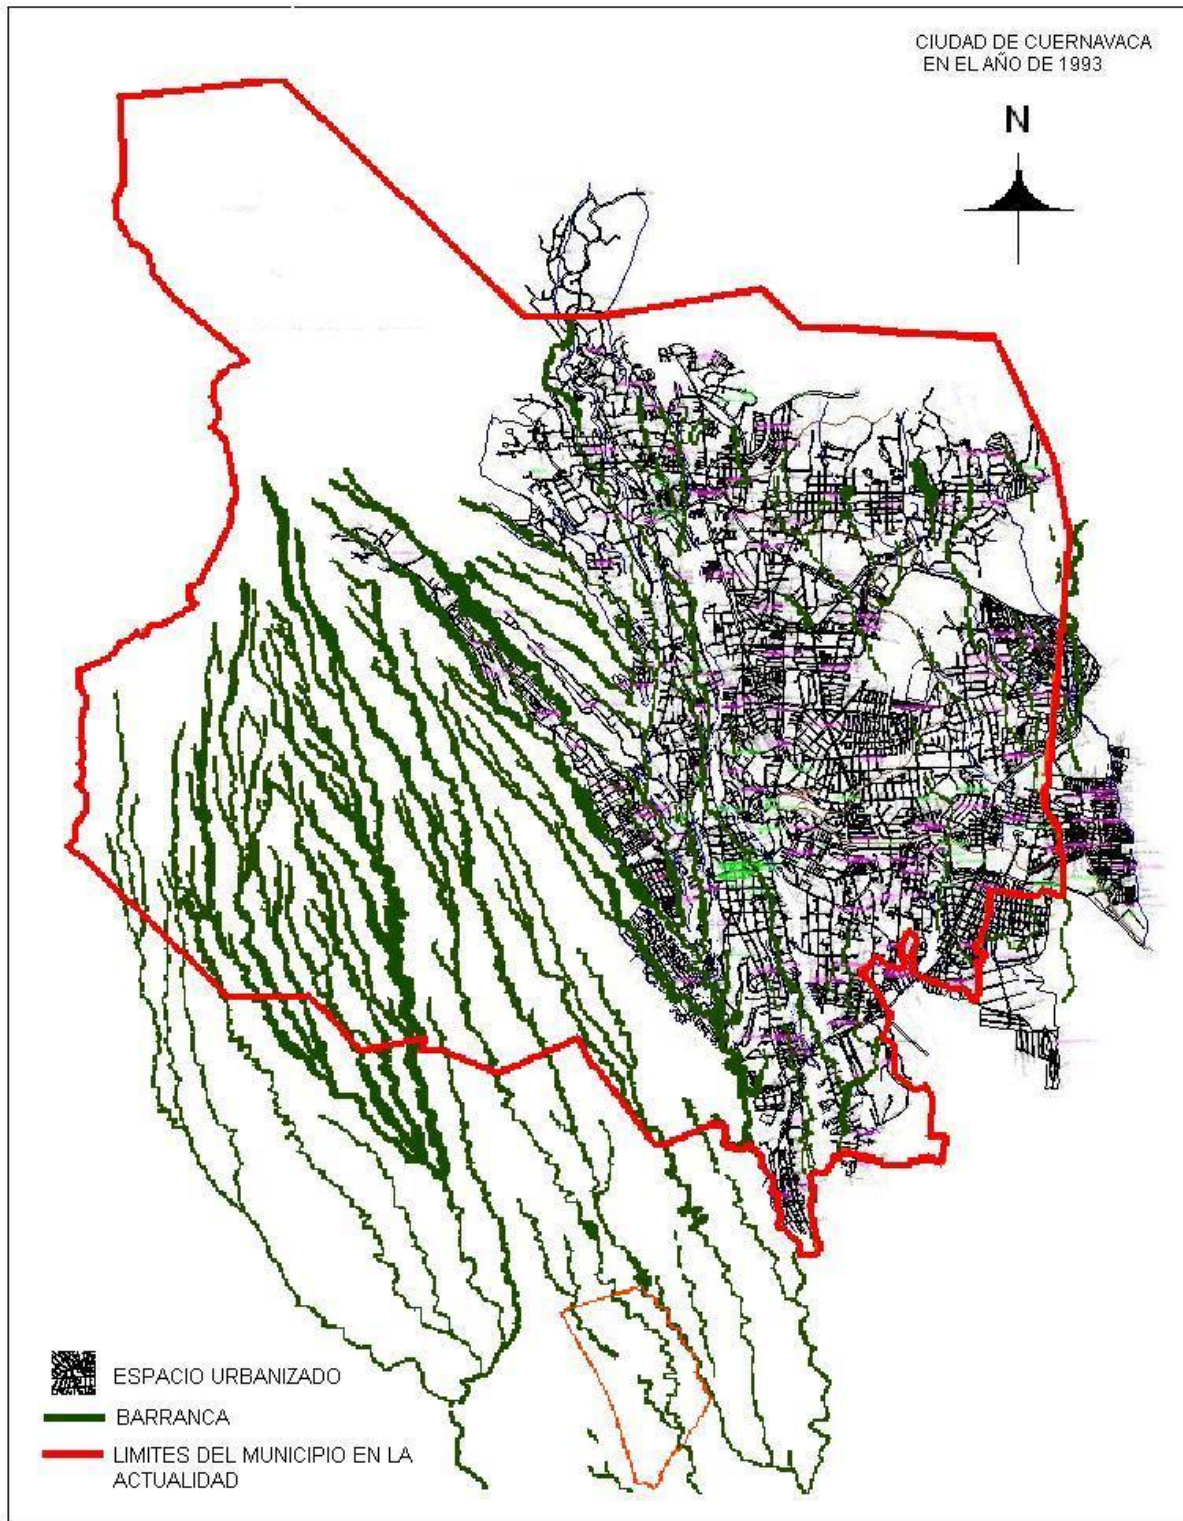 CIUDAD DE CUERNAVACA
EN EL AÑO DE 1993
N
ESPACIO URBANIZADO
BARRANCA
LIMITES DEL MUNICIPIO EN LA
ACTUALIDAD